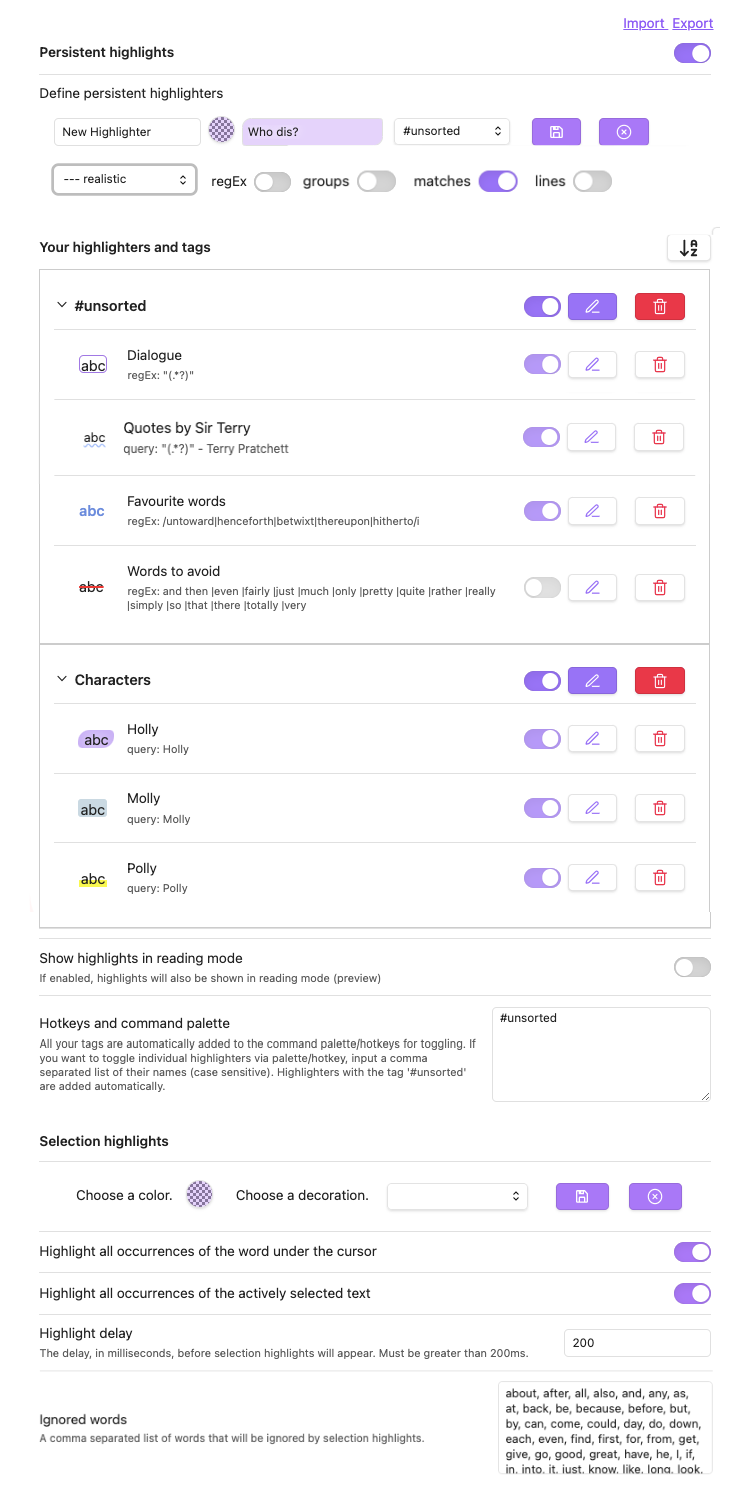 Import Export
Persistent highlights
Define persistent highlighters
New Highlighter Who dis? #unsorted
--- realistic regEx groups matches lines
Your highlighters and tags
#unsorted
abc Dialogue
regEx: "(.*?)"
Quotes by Sir Terry
abc
query: "(.*?)" - Terry Pratchett
Favourite words
abc
regEx: /untoward|henceforth|betwixt|thereupon|hitherto/i
Words to avoid
abc
regEx: and then |even |fairly |just |much |only |pretty |quite |rather |really
|simply |so |that |there |totally |very
Characters
Holly
abc
query: Holly
Molly
abc
query: Molly
Polly
abc
query: Polly
Show highlights in reading mode
If enabled, highlights will also be shown in reading mode (preview)
Hotkeys and command palette
All your tags are automatically added to the command palette/hotkeys for toggling. If
you want to toggle individual highlighters via palette/hotkey, input a comma
separated list of their names (case sensitive). Highlighters with the tag '#unsorted'
are added automatically.
#unsorted
Selection highlights
Choose a color. Choose a decoration.
Highlight all occurrences of the word under the cursor
Highlight all occurrences of the actively selected text
Highlight delay
The delay, in milliseconds, before selection highlights will appear. Must be greater than 200ms.
200
Ignored words
A comma separated list of words that will be ignored by selection highlights.
about, after, all, also, and, any, as,
at, back, be, because, before, but,
by, can, come, could, day, do, down,
each, even, find, first, for, from, get,
give, go, good, great, have, he, I, if,
in, into, it, just, know, like, long, look,